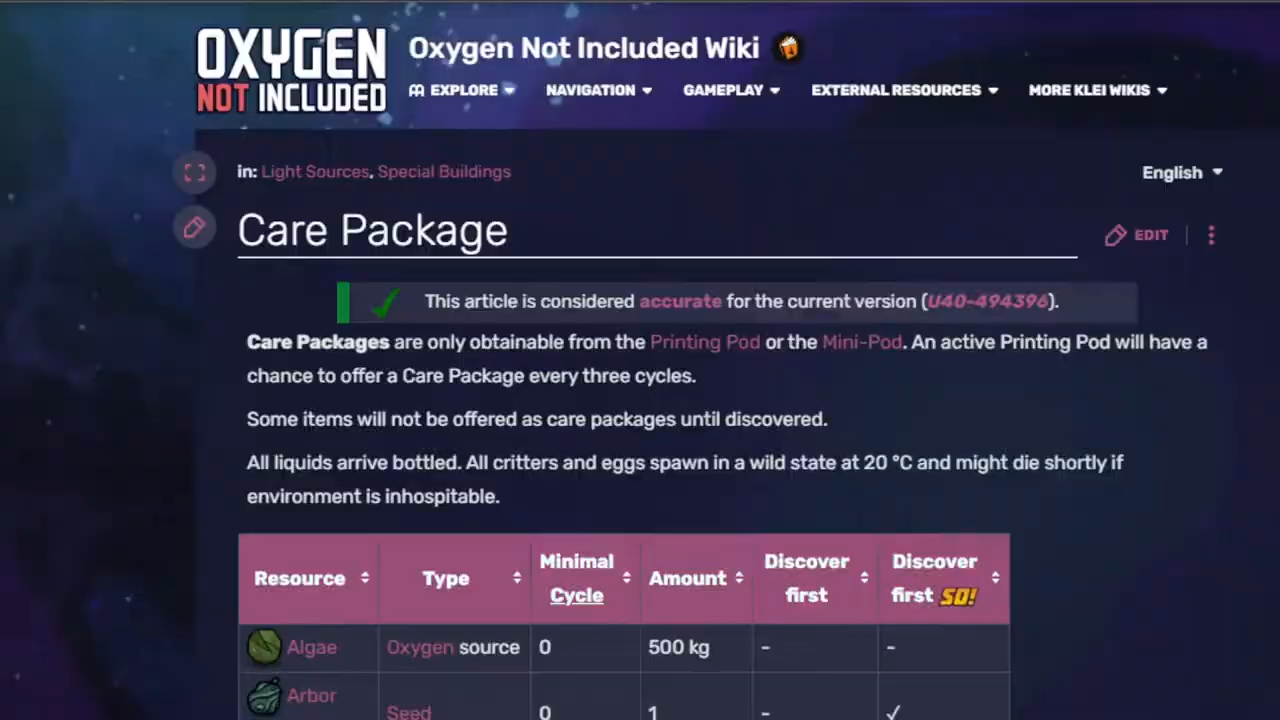 OXYGEN
NOT INCLUDED
Oxygen Not Included Wiki
EXPLORE NAVIGATION GAMEPLAY EXTERNAL RESOURCES MORE KLEI WIKIS
in: Light Sources, Special Buildings English
Care Package EDIT
This article is considered accurate for the current version (U40-494396).
Care Packages are only obtainable from the Printing Pod or the Mini-Pod. An active Printing Pod will have a
chance to offer a Care Package every three cycles.
Some items will not be offered as care packages until discovered.
All liquids arrive bottled. All critters and eggs spawn in a wild state at 20 °C and might die shortly if
environment is inhospitable.
Resource Type Minimal Cycle Amount Discover first Discover first SO!
Algae Oxygen source 0 500 kg - -
Arbor Seed 0 1 - ✓